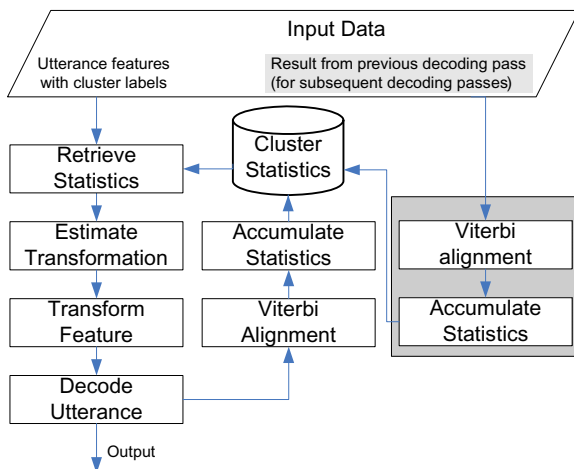 Input Data
Utterance features
with cluster labels
Result from previous decoding pass
(for subsequent decoding passes)
Retrieve
Statistics
Cluster
Statistics
Estimate
Transformation
Accumulate
Statistics
Viterbi
alignment
Transform
Feature
Viterbi
Alignment
Accumulate
Statistics
Decode
Utterance
Output